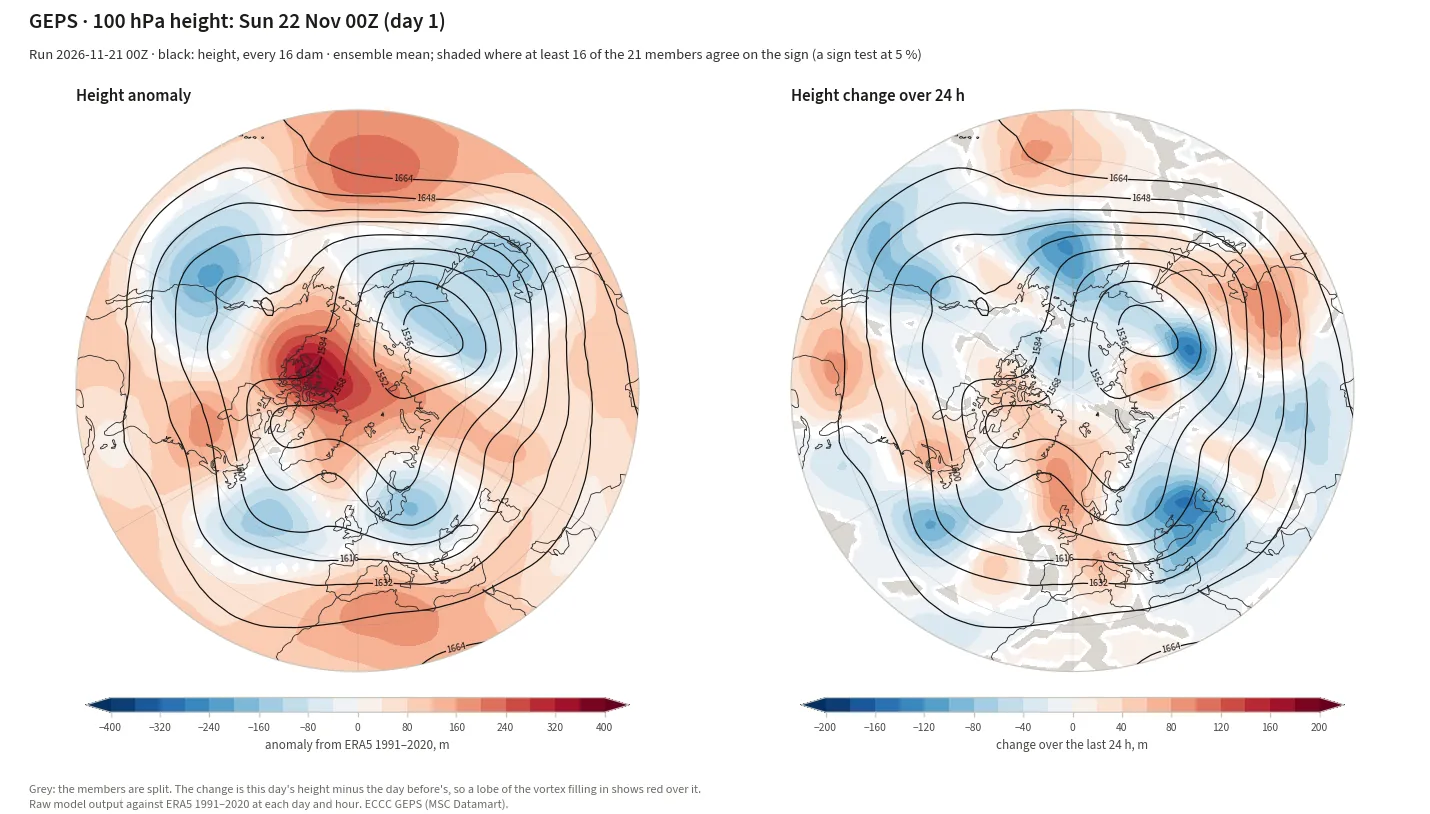 GEPS · 100 hPa height: Sun 22 Nov 00Z (day 1)
Run 2026-11-21 00Z · black: height, every 16 dam · ensemble mean; shaded where at least 16 of the 21 members agree on the sign (a sign test at 5 %)
Height anomaly
Height change over 24 h
1664
1648
1536
1584
1552
1568
1600
1616
1632
1664
1664
1648
1536
1584
1552
1568
1600
1616
1632
1664
−400 −320 −240 −160 −80 0 80 160 240 320 400
anomaly from ERA5 1991–2020, m
−200 −160 −120 −80 −40 0 40 80 120 160 200
change over the last 24 h, m
Grey: the members are split. The change is this day's height minus the day before's, so a lobe of the vortex filling in shows red over it.
Raw model output against ERA5 1991–2020 at each day and hour. ECCC GEPS (MSC Datamart).